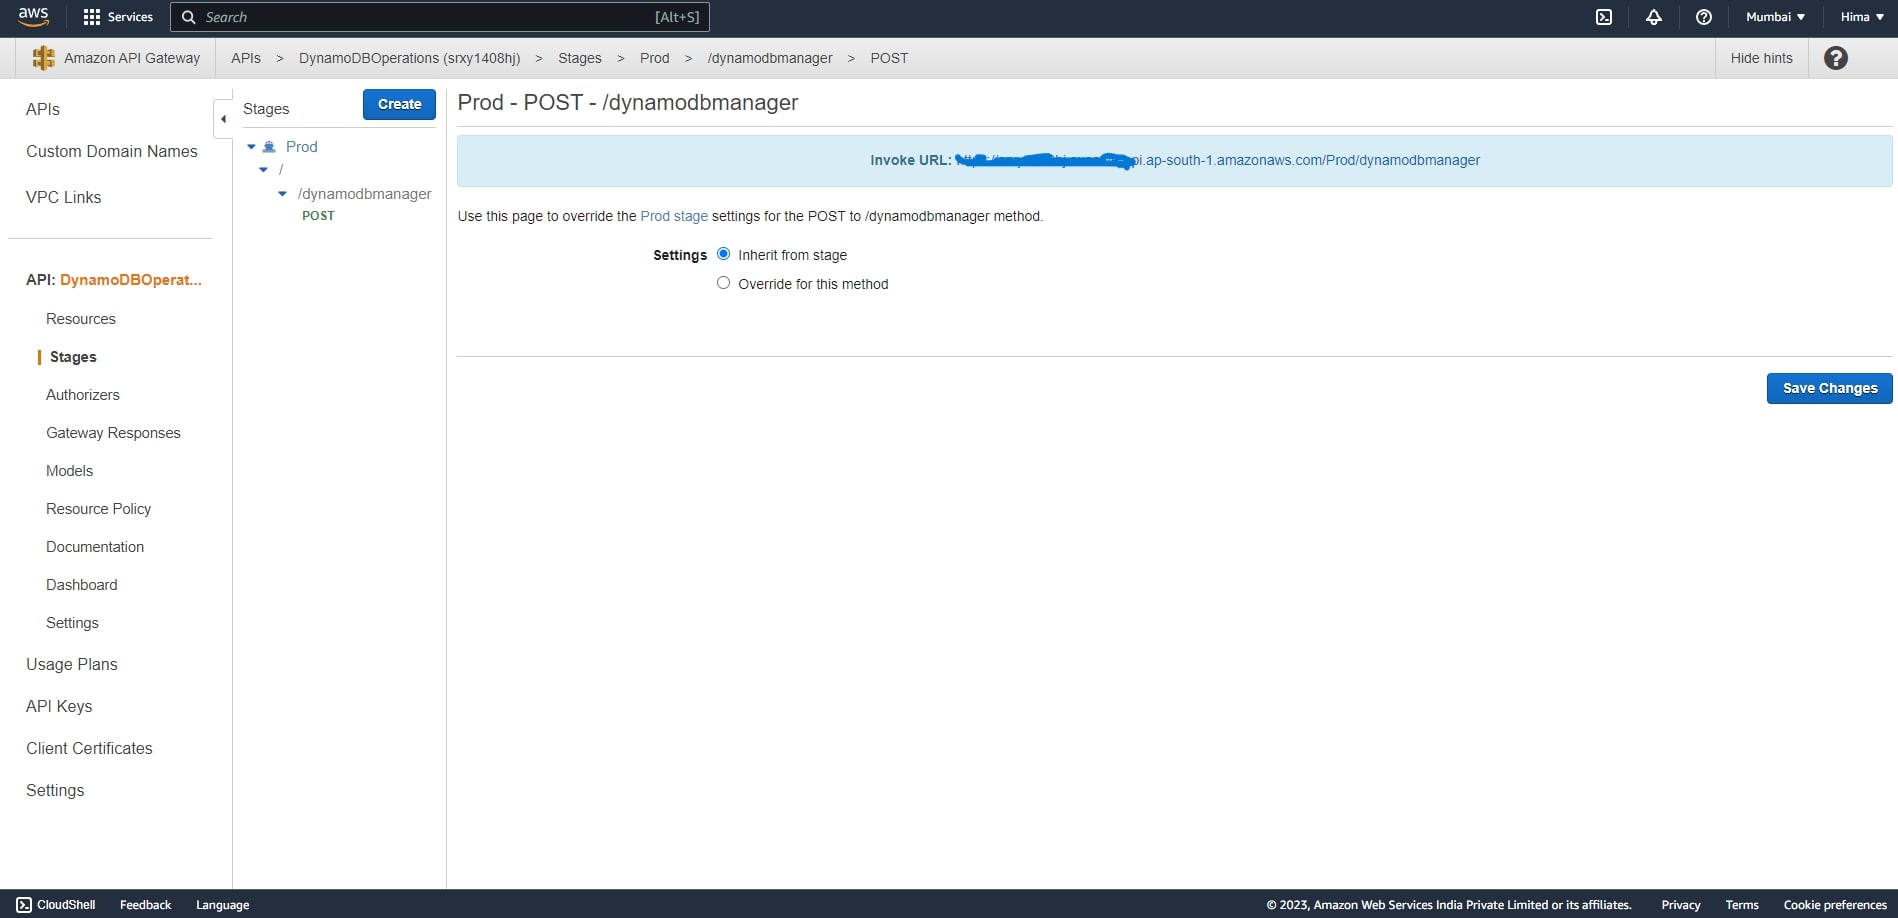 aws Services Search [Alt+S] Mumbai ▼ Hima ▼
Amazon API Gateway APIs > DynamoDBOperations (srxy1408hj) > Stages > Prod > /dynamodbmanager > POST Hide hints ?
APIs
Custom Domain Names
VPC Links
API: DynamoDBOperat...
Resources
Stages
Authorizers
Gateway Responses
Models
Resource Policy
Documentation
Dashboard
Settings
Usage Plans
API Keys
Client Certificates
Settings
Stages Create
Prod
/
/dynamodbmanager
POST
Prod - POST - /dynamodbmanager
Invoke URL: pi.ap-south-1.amazonaws.com/Prod/dynamodbmanager
Use this page to override the Prod stage settings for the POST to /dynamodbmanager method.
Settings Inherit from stage
Override for this method
Save Changes
CloudShell Feedback Language © 2023, Amazon Web Services India Private Limited or its affiliates. Privacy Terms Cookie preferences